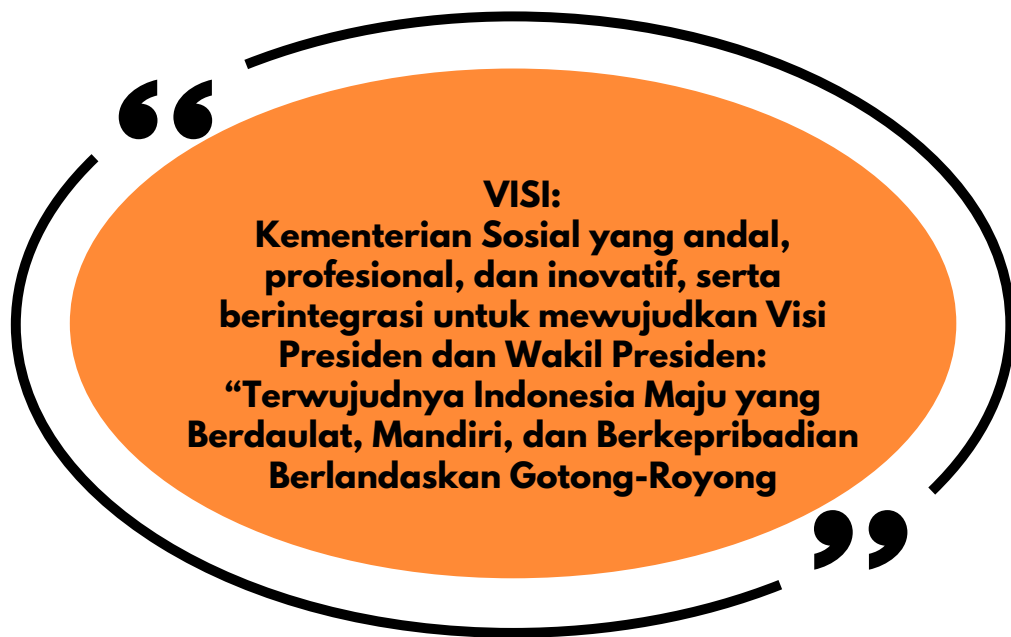 VISI:
Kementerian Sosial yang andal,
profesional, dan inovatif, serta
berintegrasi untuk mewujudkan Visi
Presiden dan Wakil Presiden:
“Terwujudnya Indonesia Maju yang
Berdaulat, Mandiri, dan Berkepribadian
Berlandaskan Gotong-Royong